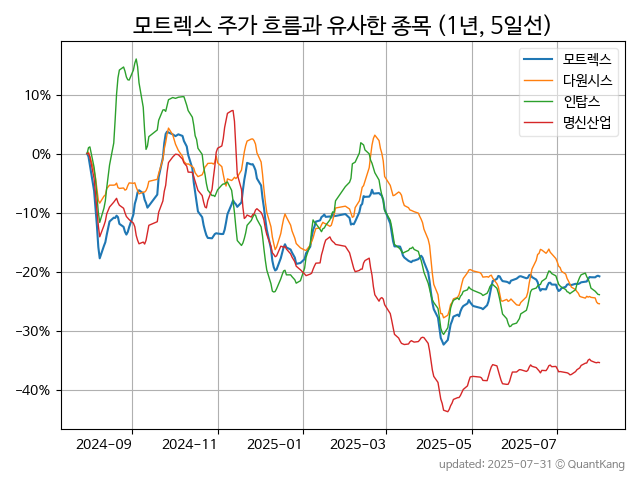 모트렉스 주가 흐름과 유사한 종목 (1년, 5일선)
모트렉스
다원시스
인탑스
명신산업
10%
0%
−10%
−20%
−30%
−40%
2024-09 2024-11 2025-01 2025-03 2025-05 2025-07
updated: 2025-07-31 © QuantKang